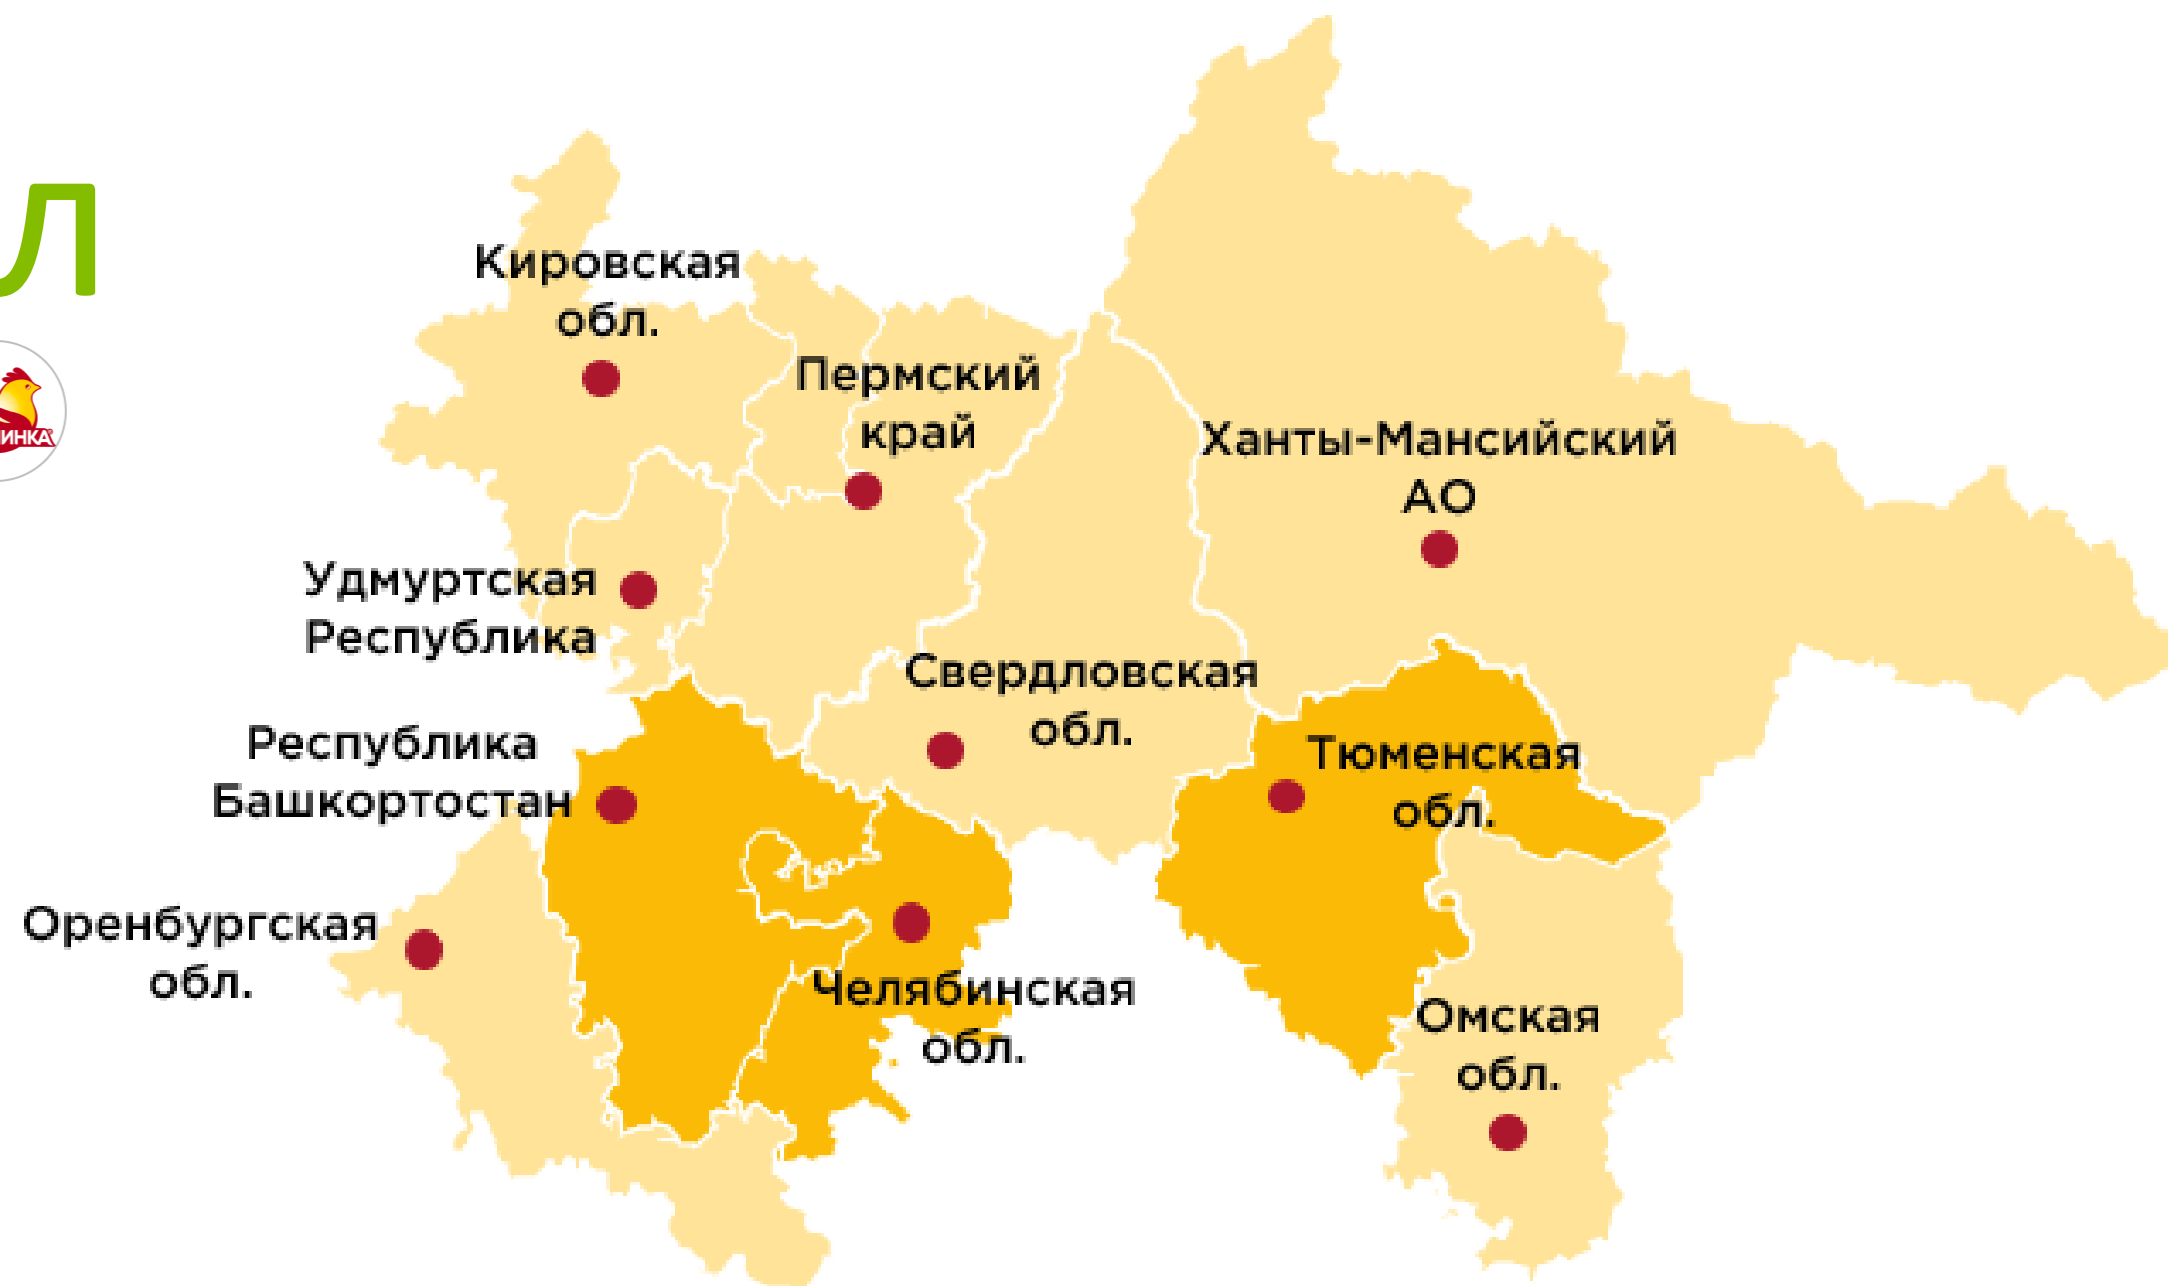 Л
Кировская
обл.
Пермский
край
Ханты-Мансийский
АО
Удмуртская
Республика
Свердловская
обл.
Республика
Башкортостан
Тюменская
обл.
Оренбургская
обл.
Челябинская
обл.
Омская
обл.